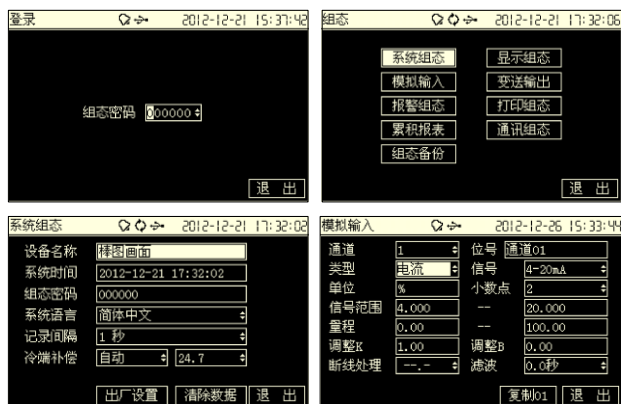 登录 2012-12-21 15:37:42
组态密码 000000
退 出
组态 2012-12-21 17:32:06
系统组态 显示组态
模拟输入 变送输出
报警组态 打印组态
累积报表 通讯组态
组态备份
退 出
系统组态 2012-12-21 17:32:02
设备名称 棒图画面
系统时间 2012-12-21 17:32:02
组态密码 000000
系统语言 简体中文
记录间隔 1 秒
冷端补偿 自动 24.7
出厂设置 清除数据 退 出
模拟输入 2012-12-26 15:33:44
通道 1 位号 通道01
类型 电流 信号 4-20mA
单位 % 小数点 2
信号范围 4.000 -- 20.000
量程 0.00 -- 100.00
调整K 1.00 调整B 0.00
断线处理 --.- 滤波 0.0秒
复制01 退 出